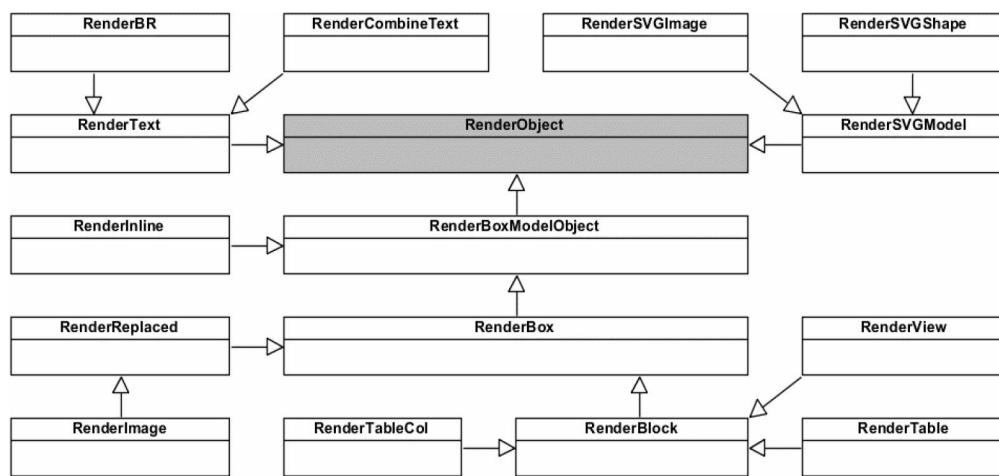 RenderBR
RenderCombineText
RenderSVGImage
RenderSVGShape
RenderText
RenderObject
RenderSVGModel
RenderInline
RenderBoxModelObject
RenderReplaced
RenderBox
RenderView
RenderImage
RenderTableCol
RenderBlock
RenderTable